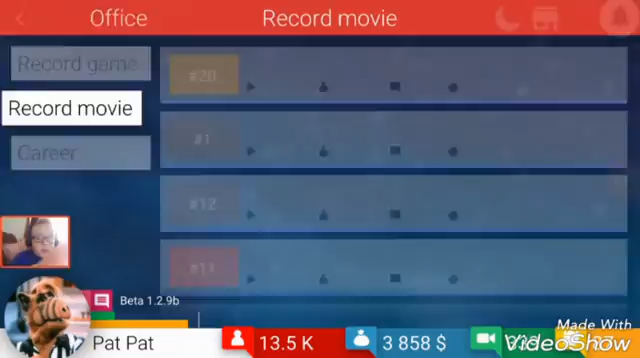 Office
Record movie
Record game
#20
Record movie
#1
Career
#12
#11
Beta 1.2.9b
Pat Pat
13.5 K
3 858 $
Made With
VideoShow